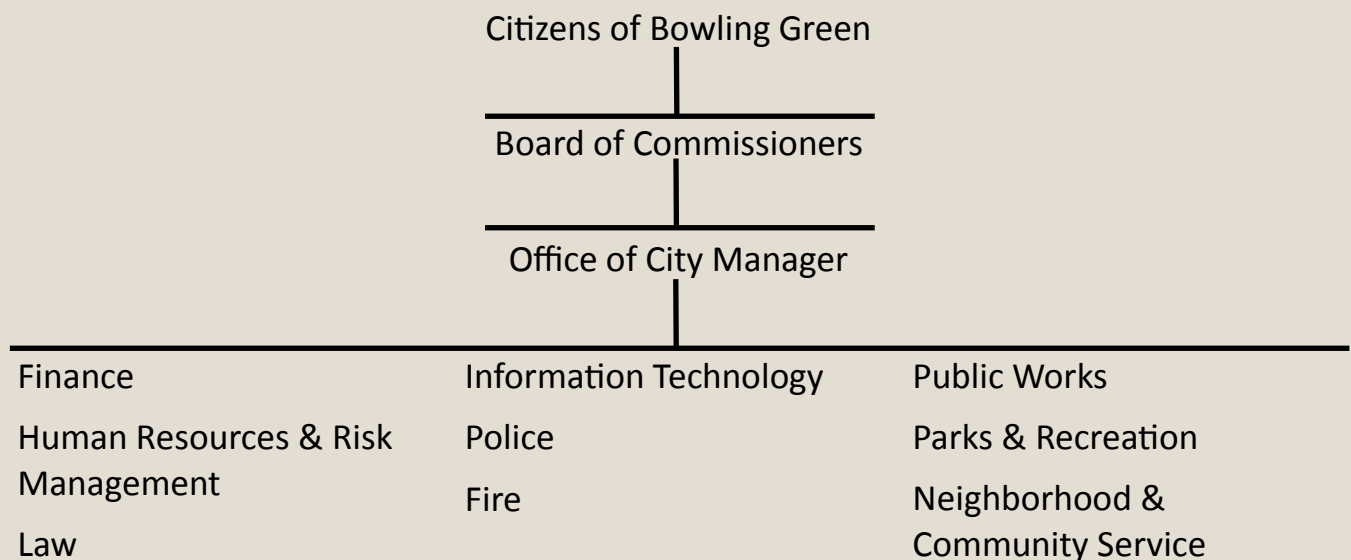 Citizens of Bowling Green
Board of Commissioners
Office of City Manager
Finance
Human Resources & Risk
Management
Law
Information Technology
Police
Fire
Public Works
Parks & Recreation
Neighborhood &
Community Service